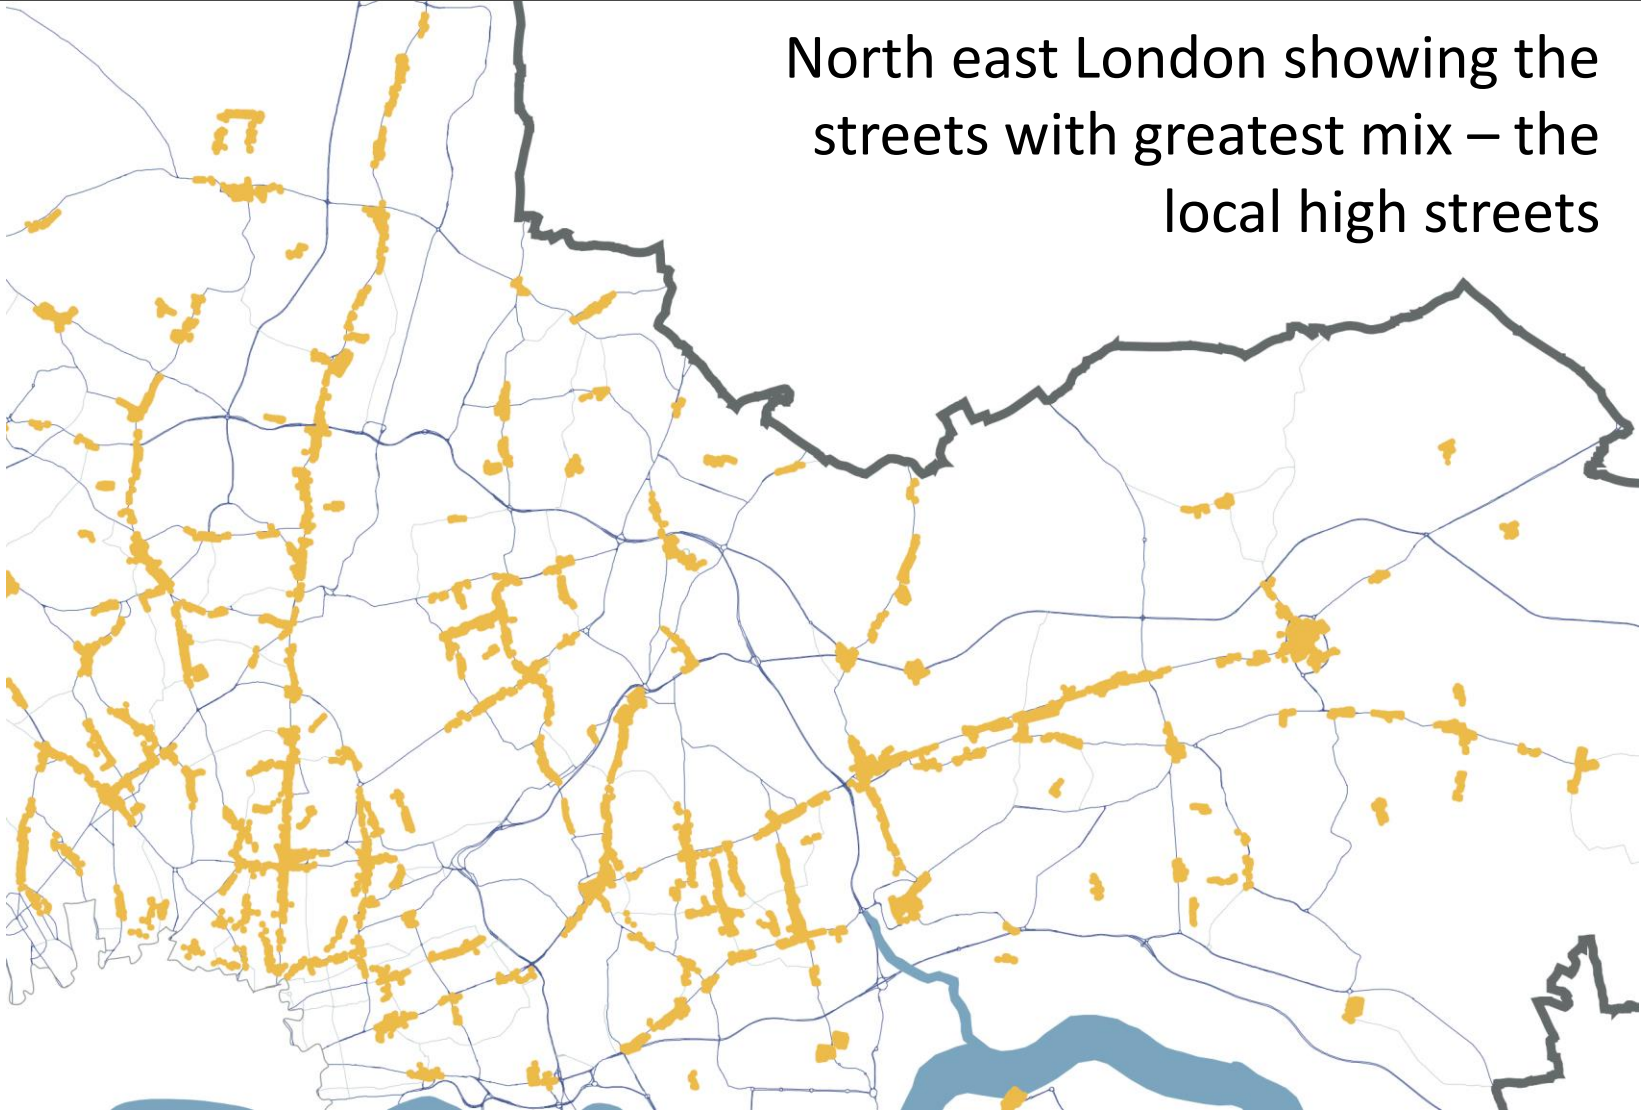 North east London showing the
streets with greatest mix – the
local high streets